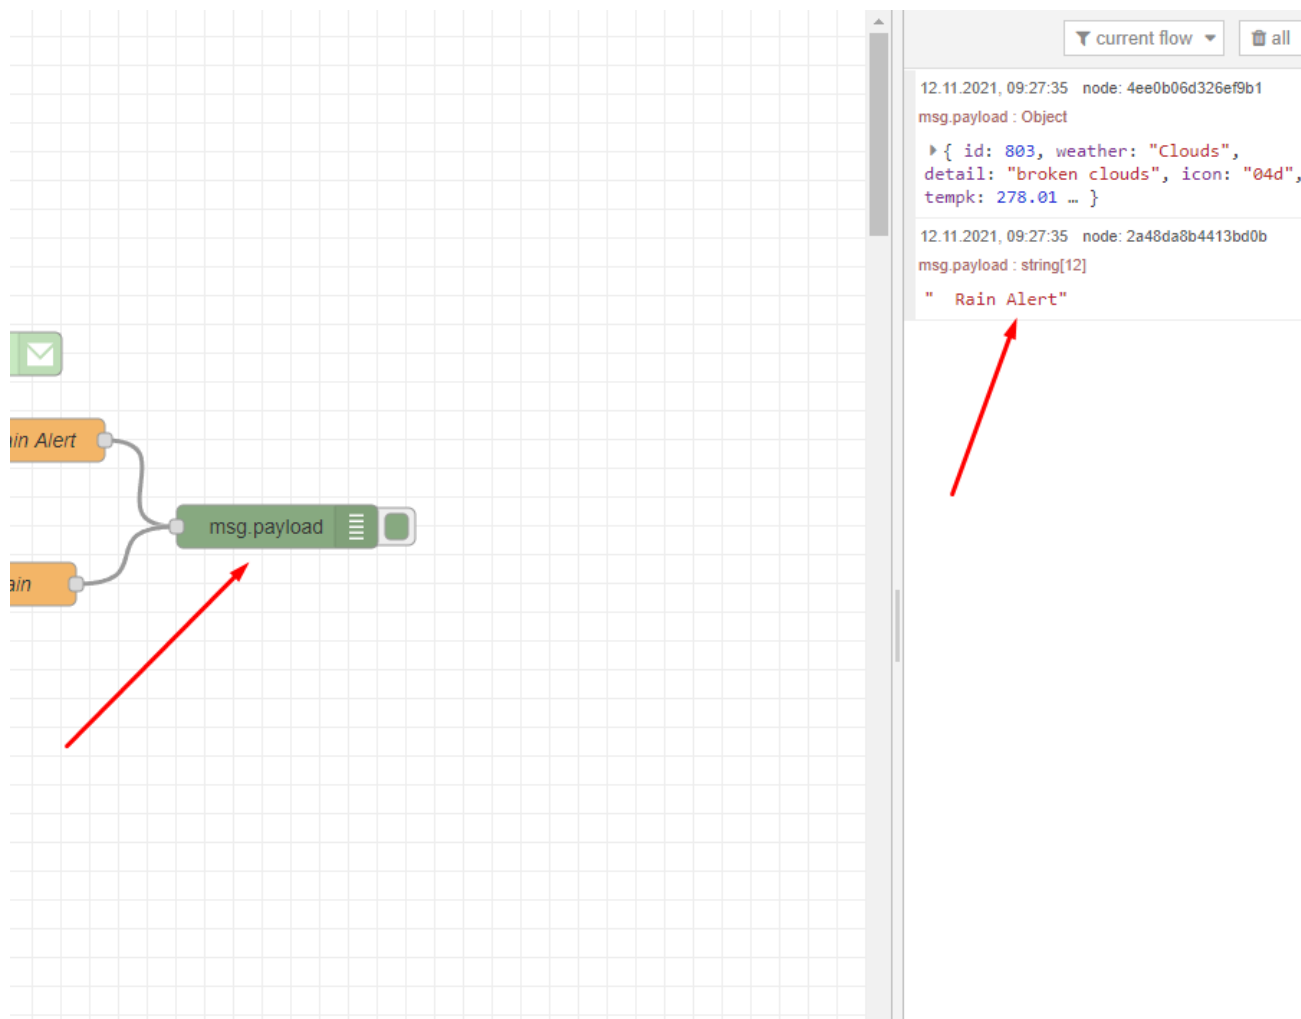 current flow
all
12.11.2021, 09:27:35 node: 4ee0b06d326ef9b1
msg.payload : Object
{ id: 803, weather: "Clouds",
detail: "broken clouds", icon: "04d",
tempk: 278.01 … }
12.11.2021, 09:27:35 node: 2a48da8b4413bd0b
msg.payload : string[12]
"  Rain Alert"
in Alert
msg.payload
ain